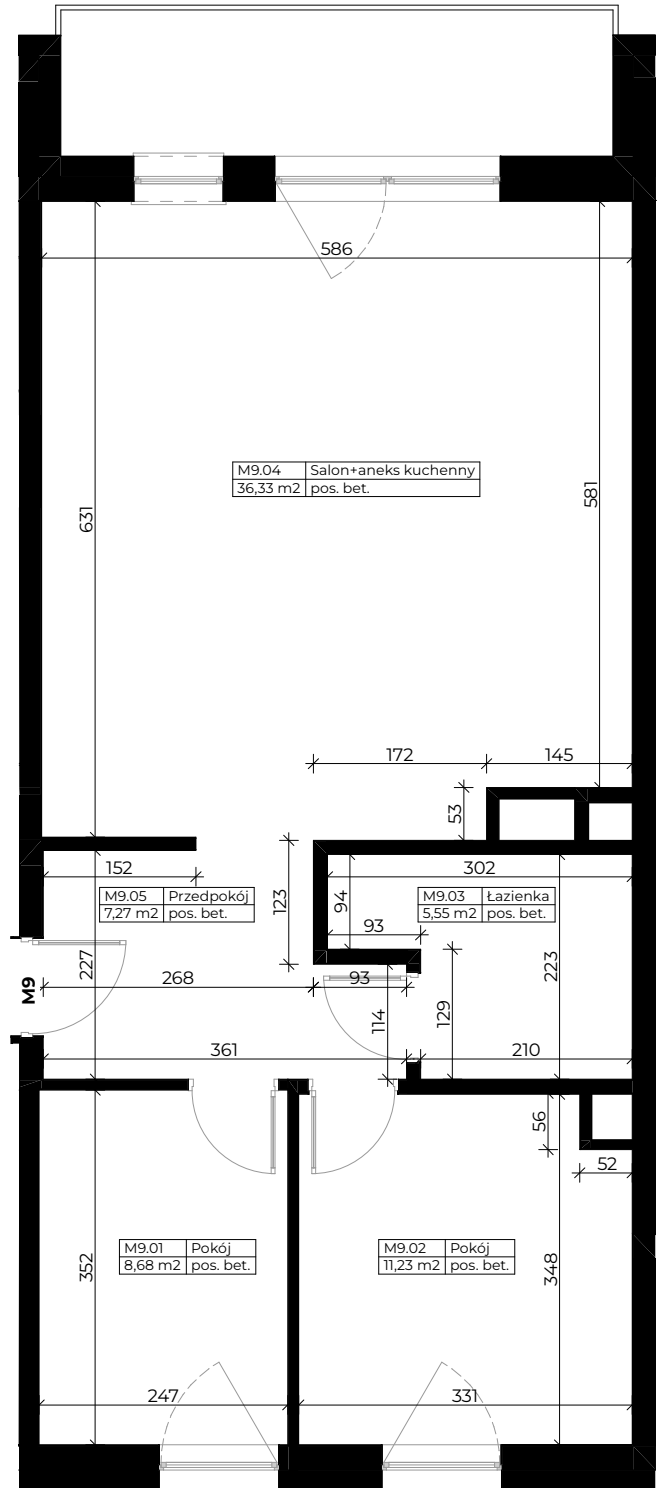 586
M9.04 Salon+aneks kuchenny
36,33 m2 pos. bet.
631
581
172
145
53
152
302
M9.05 Przedpokój
7,27 m2 pos. bet.
123
94
M9.03 Łazienka
5,55 m2 pos. bet.
93
M9
227
268
93
223
114
129
361
210
56
52
M9.01 Pokój
8,68 m2 pos. bet.
M9.02 Pokój
11,23 m2 pos. bet.
352
348
247
331